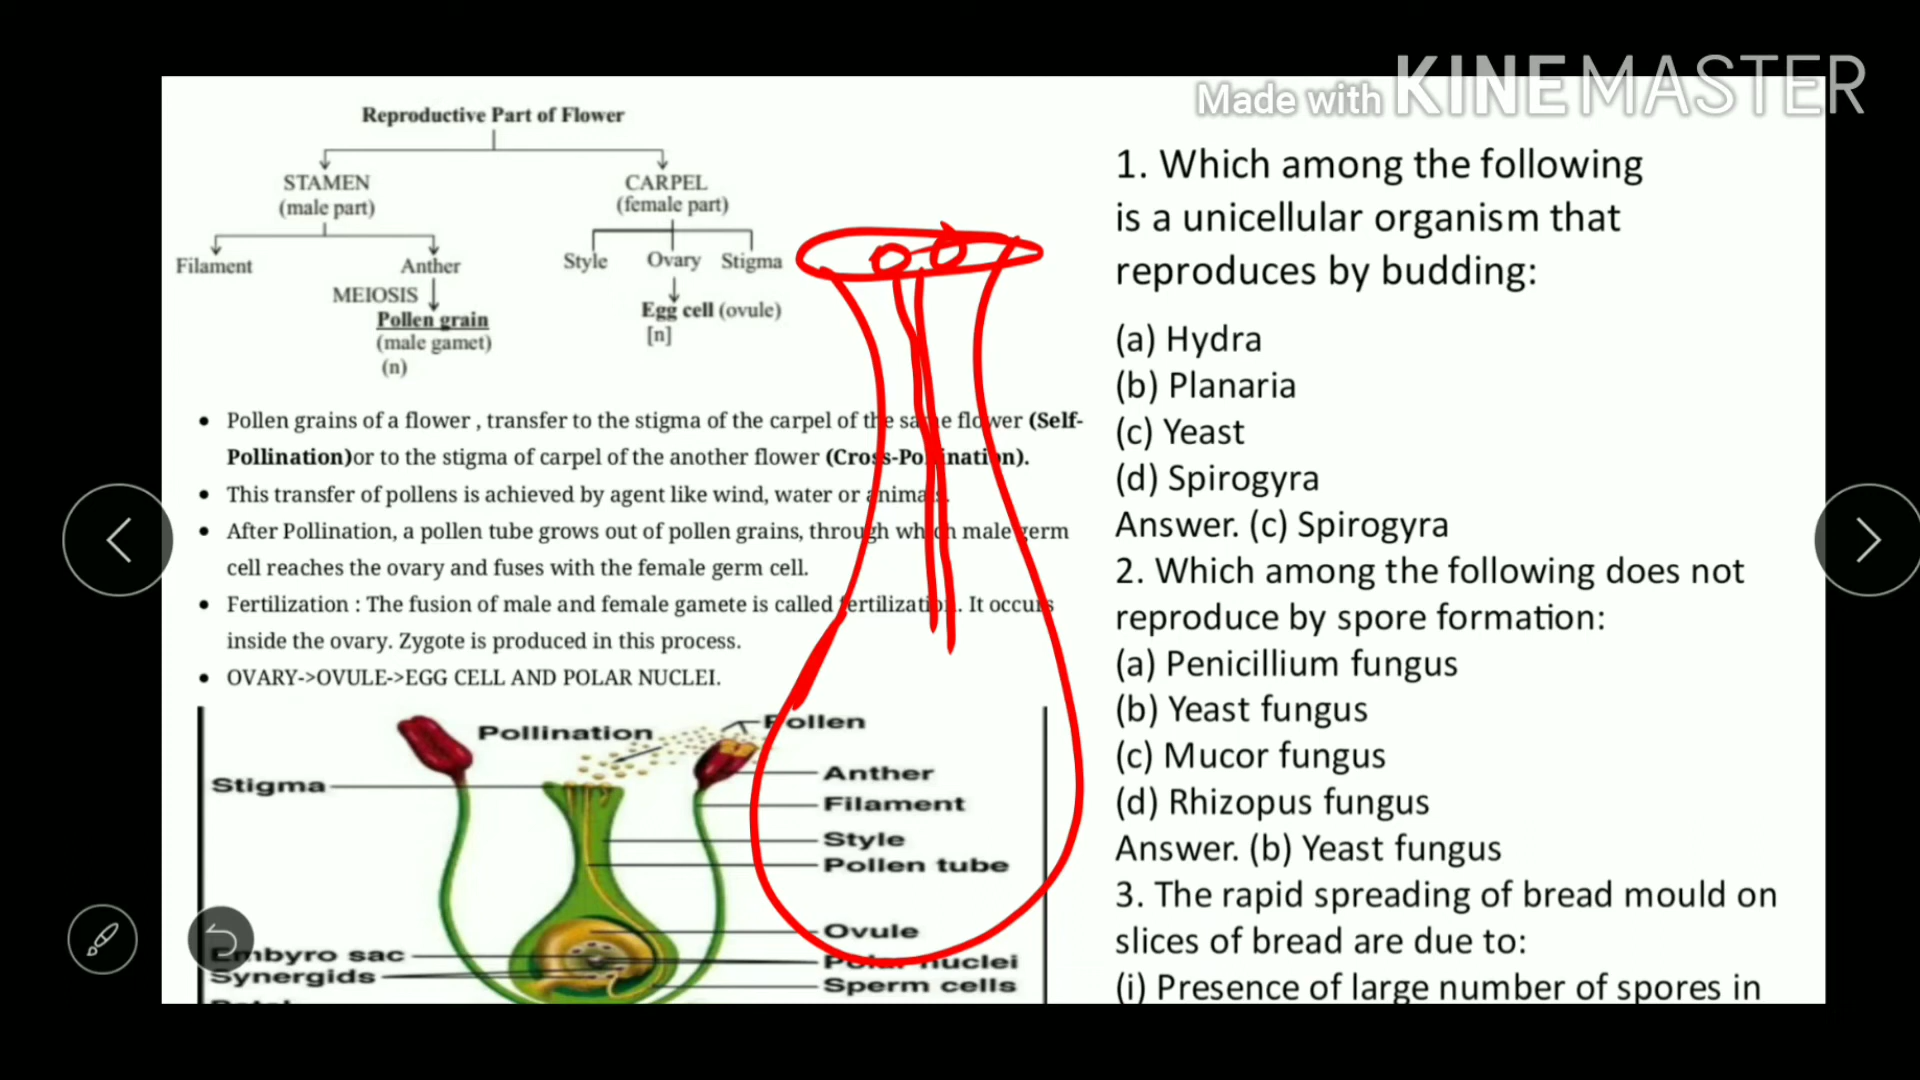 Made with KINEMASTER
Reproductive Part of Flower
STAMEN
(male part)
CARPEL
(female part)
Filament
Anther
Style
Ovary
Stigma
MEIOSIS
Pollen grain
(male gamet)
(n)
Egg cell (ovule)
[n]
• Pollen grains of a flower , transfer to the stigma of the carpel of the same flower (Self-
Pollination)or to the stigma of carpel of the another flower (Cross-Pollination).
• This transfer of pollens is achieved by agent like wind, water or animals.
• After Pollination, a pollen tube grows out of pollen grains, through which male germ
cell reaches the ovary and fuses with the female germ cell.
• Fertilization : The fusion of male and female gamete is called fertilization. It occurs
inside the ovary. Zygote is produced in this process.
• OVARY->OVULE->EGG CELL AND POLAR NUCLEI.
Pollination
Pollen
Stigma
Anther
Filament
Style
Pollen tube
Ovule
Embyro sac
Polar nuclei
Synergids
Sperm cells
1. Which among the following
is a unicellular organism that
reproduces by budding:
(a) Hydra
(b) Planaria
(c) Yeast
(d) Spirogyra
Answer. (c) Spirogyra
2. Which among the following does not
reproduce by spore formation:
(a) Penicillium fungus
(b) Yeast fungus
(c) Mucor fungus
(d) Rhizopus fungus
Answer. (b) Yeast fungus
3. The rapid spreading of bread mould on
slices of bread are due to:
(i) Presence of large number of spores in